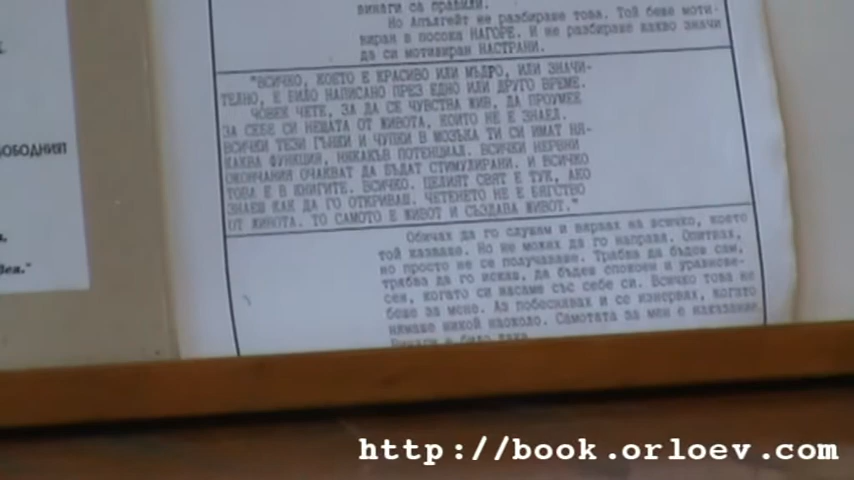 винаги са правили.
Но Апългейт не разбираше това. Той беше моти-
виран в посока НАГОРЕ. И не разбираше какво значи
да си мотивиран НАСТРАНИ.
"ВСИЧКО, КОЕТО Е КРАСИВО ИЛИ МЪДРО, ИЛИ ЗНАЧИ-
ТЕЛНО, Е БИЛО НАПИСАНО ПРЕЗ ЕДНО ИЛИ ДРУГО ВРЕМЕ.
ЧОВЕК ЧЕТЕ, ЗА ДА СЕ ЧУВСТВА ЖИВ, ДА ПРОУМЕЕ
ЗА СЕБЕ СИ НЕЩАТА ОТ ЖИВОТА, КОИТО НЕ Е ЗНАЕЛ.
ВСИЧКИ ТЕЗИ ГЪНКИ И ЧУПКИ В МОЗЪКА ТИ СИ ИМАТ НЯ-
КАКВА ФУНКЦИЯ, НЯКАКЪВ ПОТЕНЦИАЛ. ВСИЧКИ НЕРВНИ
ОКОНЧАНИЯ ОЧАКВАТ ДА БЪДАТ СТИМУЛИРАНИ. И ВСИЧКО
ТОВА Е В КНИГИТЕ. ВСИЧКО. ЦЕЛИЯТ СВЯТ Е ТУК, АКО
ЗНАЕШ КАК ДА ГО ОТКРИВАШ. ЧЕТЕНЕТО НЕ Е БЯГСТВО
ОТ ЖИВОТА. ТО САМОТО Е ЖИВОТ И СЪЗДАВА ЖИВОТ."
ОБОДНИЯТ
Обичах да го слушам и вярвах на всичко, което
той казваше. Но не можах да го направя. Опитвах,
но просто не се получаваше. Трябва да бъдеш сам,
трябва да го искаш, да бъдеш спокоен и уравнове-
сен, когато си насаме със себе си. Всичко това не
беше за мене. Аз побеснявах и се изнервях, когато
нямаше никой наоколо. Самотата за мен е наказание.
Винаги е било така.
http://book.orloev.com